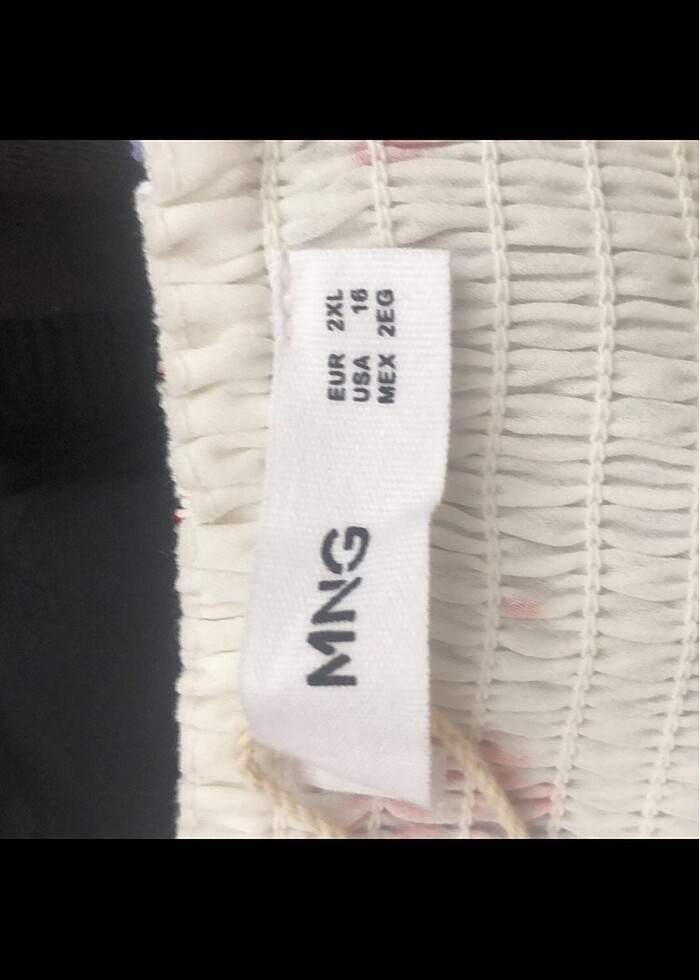 MNG
EUR 2XL
USA 16
MEX 2EG